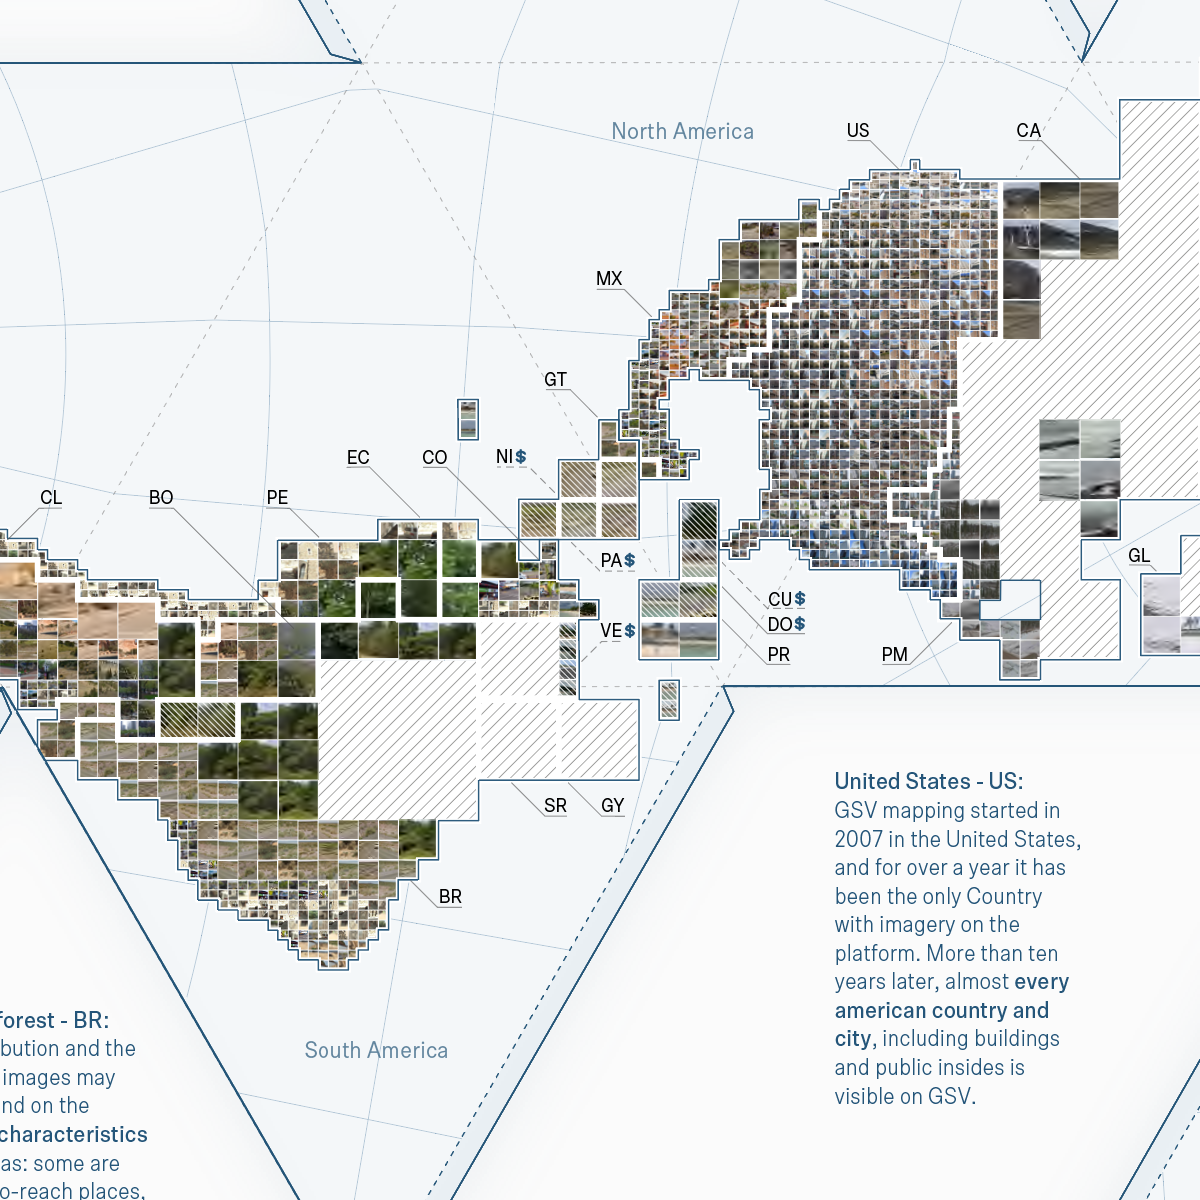 North America
US
CA
MX
GT
EC
CO
NI$
CL
BO
PE
PA$
GL
CU$
DO$
VE$
PR
PM
SR
GY
BR
South America
United States - US:
GSV mapping started in
2007 in the United States,
and for over a year it has
been the only Country
with imagery on the
platform. More than ten
years later, almost every
american country and
city, including buildings
and public insides is
visible on GSV.
forest - BR:
bution and the
images may
nd on the
characteristics
as: some are
o-reach places,